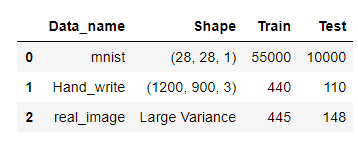 Data_name Shape Train Test
0 mnist (28, 28, 1) 55000 10000
1 Hand_write (1200, 900, 3) 440 110
2 real_image Large Variance 445 148